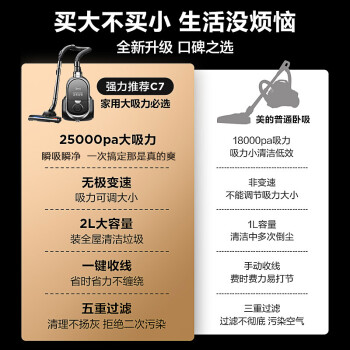 买大不买小 生活没烦恼
全新升级 口碑之选
强力推荐C7
家用大吸力必选
25000pa大吸力
瞬吸瞬净 一次搞定那是真的爽
无极变速
吸力可调大小
2L大容量
装全屋清洁垃圾
一键收线
省时省力不缠绕
五重过滤
清理不扬灰 拒绝二次污染
美的普通卧吸
18000pa吸力
吸力小清洁低效
非变速
不能调节吸力大小
1L容量
清洁中多次倒尘
手动收线
费时费力易打节
三重过滤
过滤不彻底 污染空气